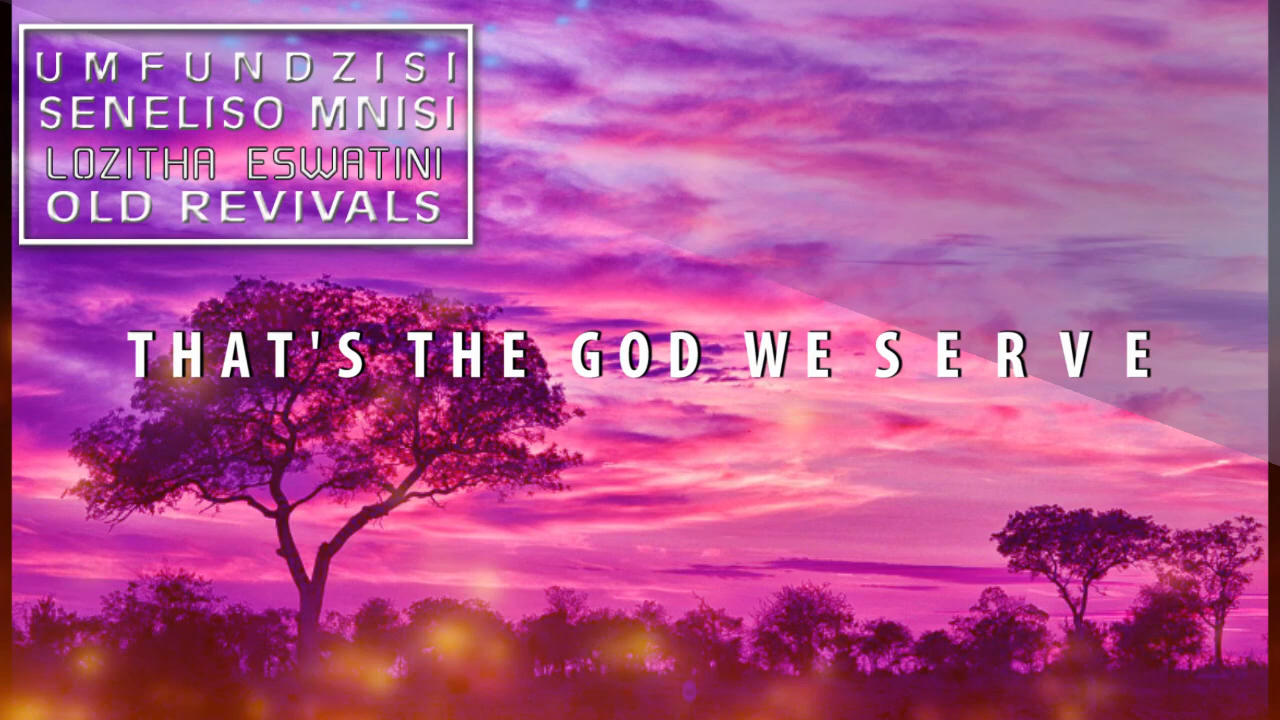 UMFUNDZISI
SENELISO MNISI
LOZITHA ESWATINI
OLD REVIVALS
THAT'S THE GOD WE SERVE